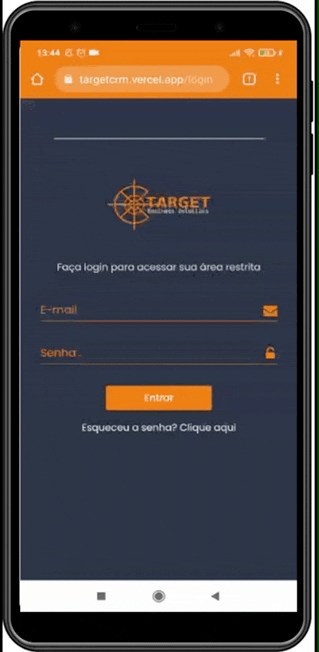 13:44
targetcrm.vercel.app/login
TARGET
Business Solutions
Faça login para acessar sua área restrita
E-mail
Senha
Entrar
Esqueceu a senha? Clique aqui